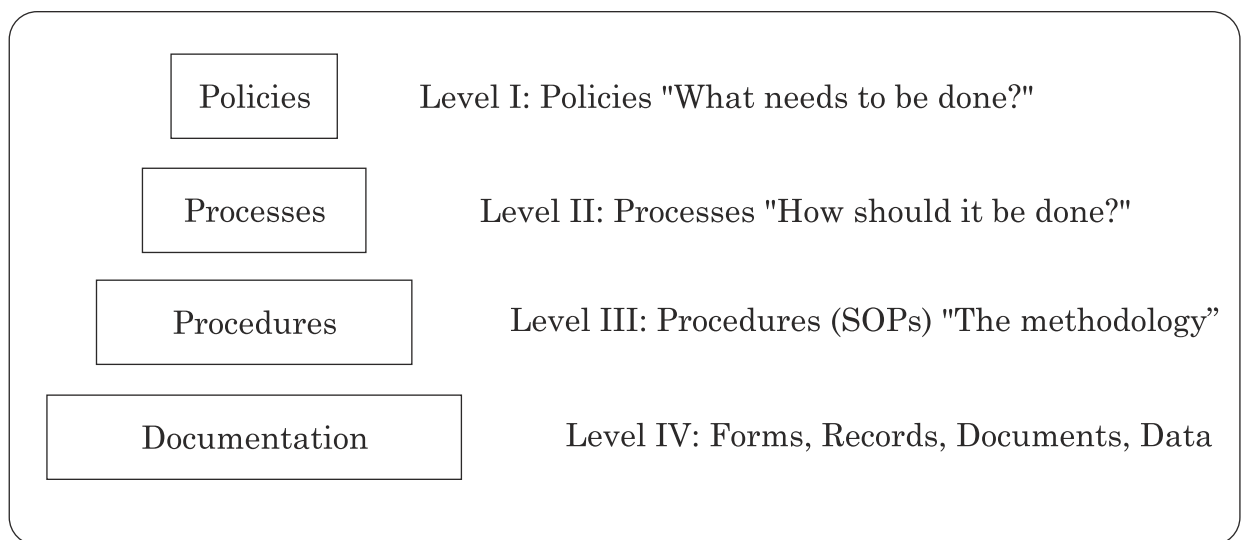 Policies
Level I: Policies "What needs to be done?"
Processes
Level II: Processes "How should it be done?"
Procedures
Level III: Procedures (SOPs) "The methodology”
Documentation
Level IV: Forms, Records, Documents, Data